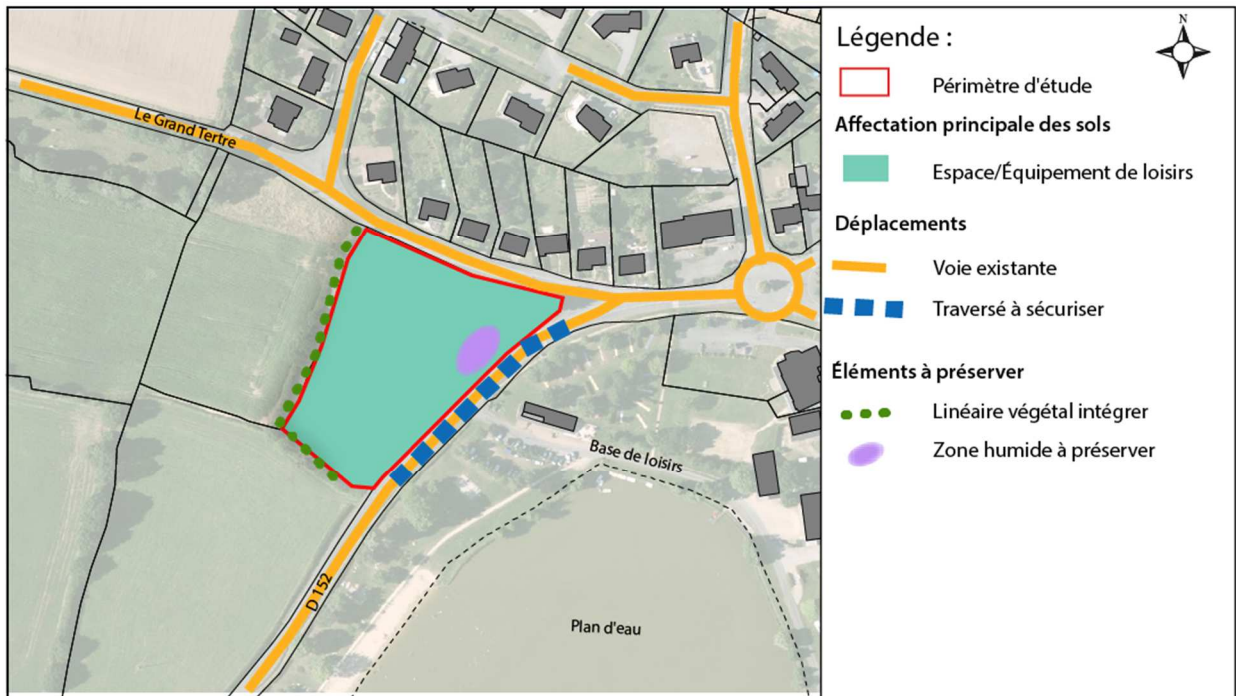 Le Grand Tertre
Base de loisirs
D 152
Plan d'eau
N
Légende :
Périmètre d'étude
Affectation principale des sols
Espace/Équipement de loisirs
Déplacements
Voie existante
Traversé à sécuriser
Éléments à préserver
Linéaire végétal intégrer
Zone humide à préserver